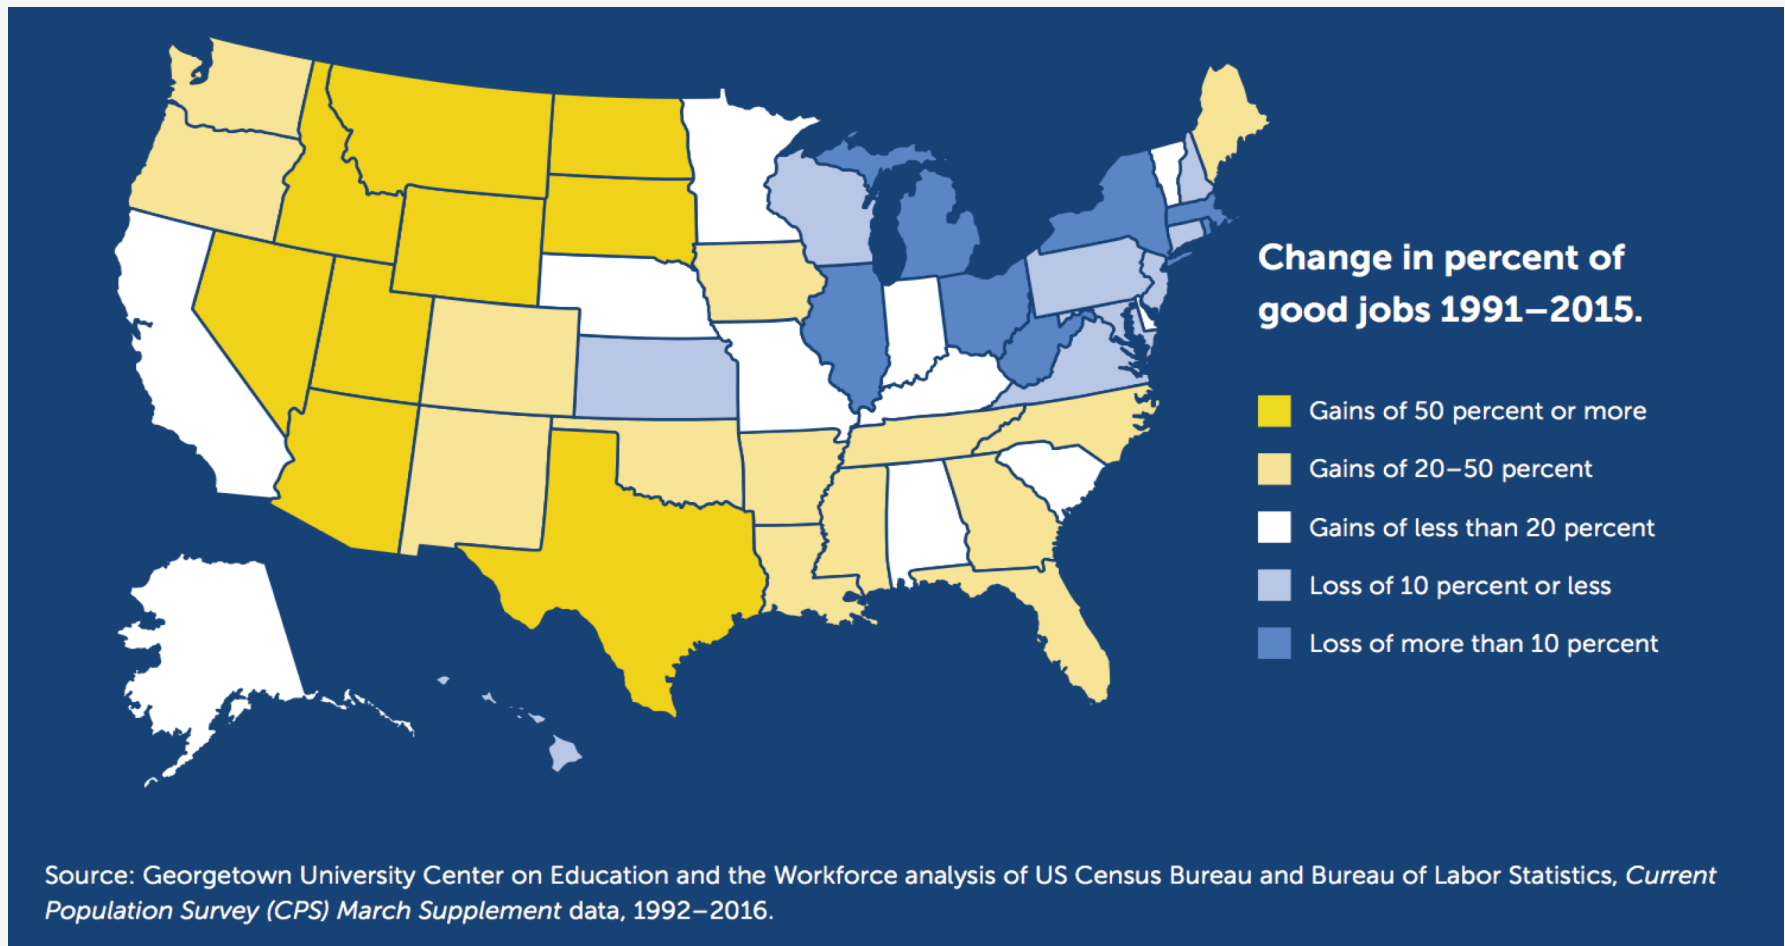 Change in percent of
good jobs 1991–2015.
Gains of 50 percent or more
Gains of 20–50 percent
Gains of less than 20 percent
Loss of 10 percent or less
Loss of more than 10 percent
Source: Georgetown University Center on Education and the Workforce analysis of US Census Bureau and Bureau of Labor Statistics, Current
Population Survey (CPS) March Supplement data, 1992–2016.